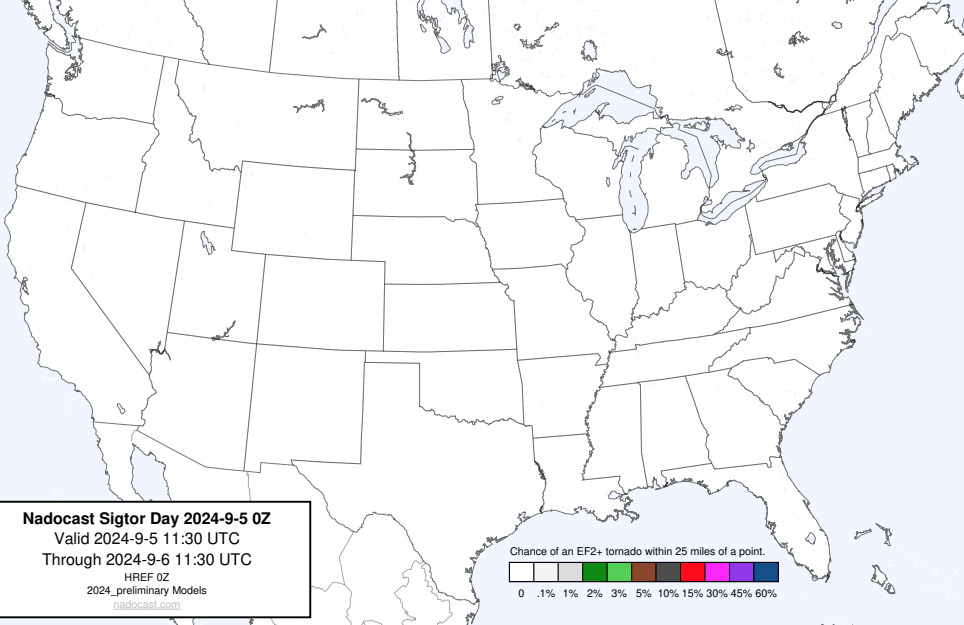 Nadocast Sigtor Day 2024-9-5 0Z
Valid 2024-9-5 11:30 UTC
Through 2024-9-6 11:30 UTC
HREF 0Z
2024_preliminary Models
nadocast.com
Chance of an EF2+ tornado within 25 miles of a point.
0 .1% 1% 2% 3% 5% 10% 15% 30% 45% 60%